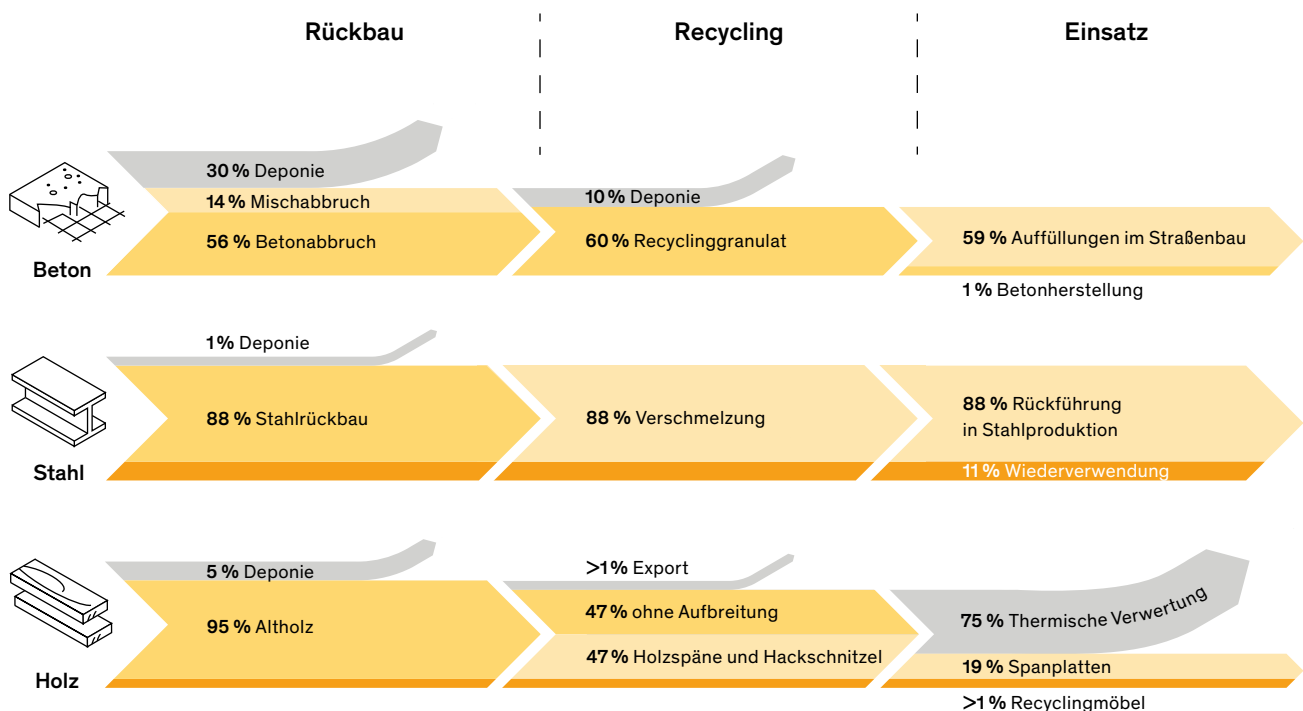 Rückbau
Recycling
Einsatz
30 % Deponie
14 % Mischabbruch
56 % Betonabbruch
10 % Deponie
60 % Recyclinggranulat
59 % Auffüllungen im Straßenbau
1 % Betonherstellung
Beton
1 % Deponie
88 % Stahlrückbau
88 % Verschmelzung
88 % Rückführung
in Stahlproduktion
11 % Wiederverwendung
Stahl
5 % Deponie
95 % Altholz
>1 % Export
47 % ohne Aufbreitung
47 % Holzspäne und Hackschnitzel
75 % Thermische Verwertung
19 % Spanplatten
>1 % Recyclingmöbel
Holz